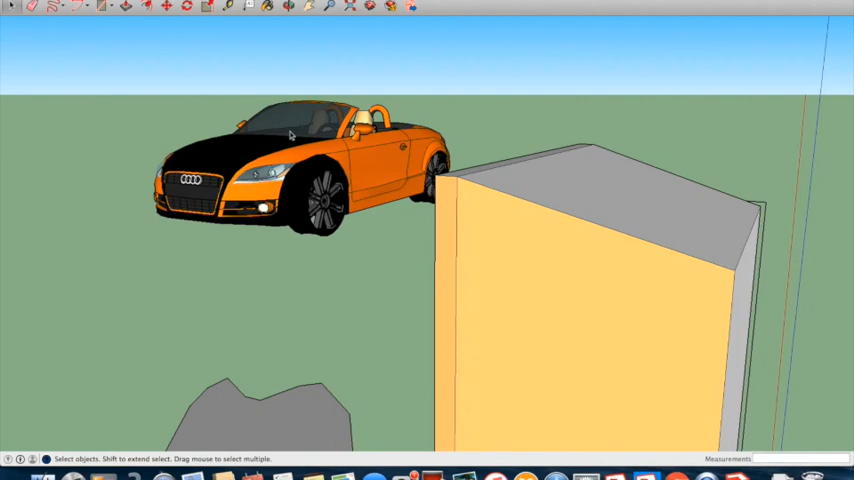 Select objects. Shift to extend select. Drag mouse to select multiple.
Measurements